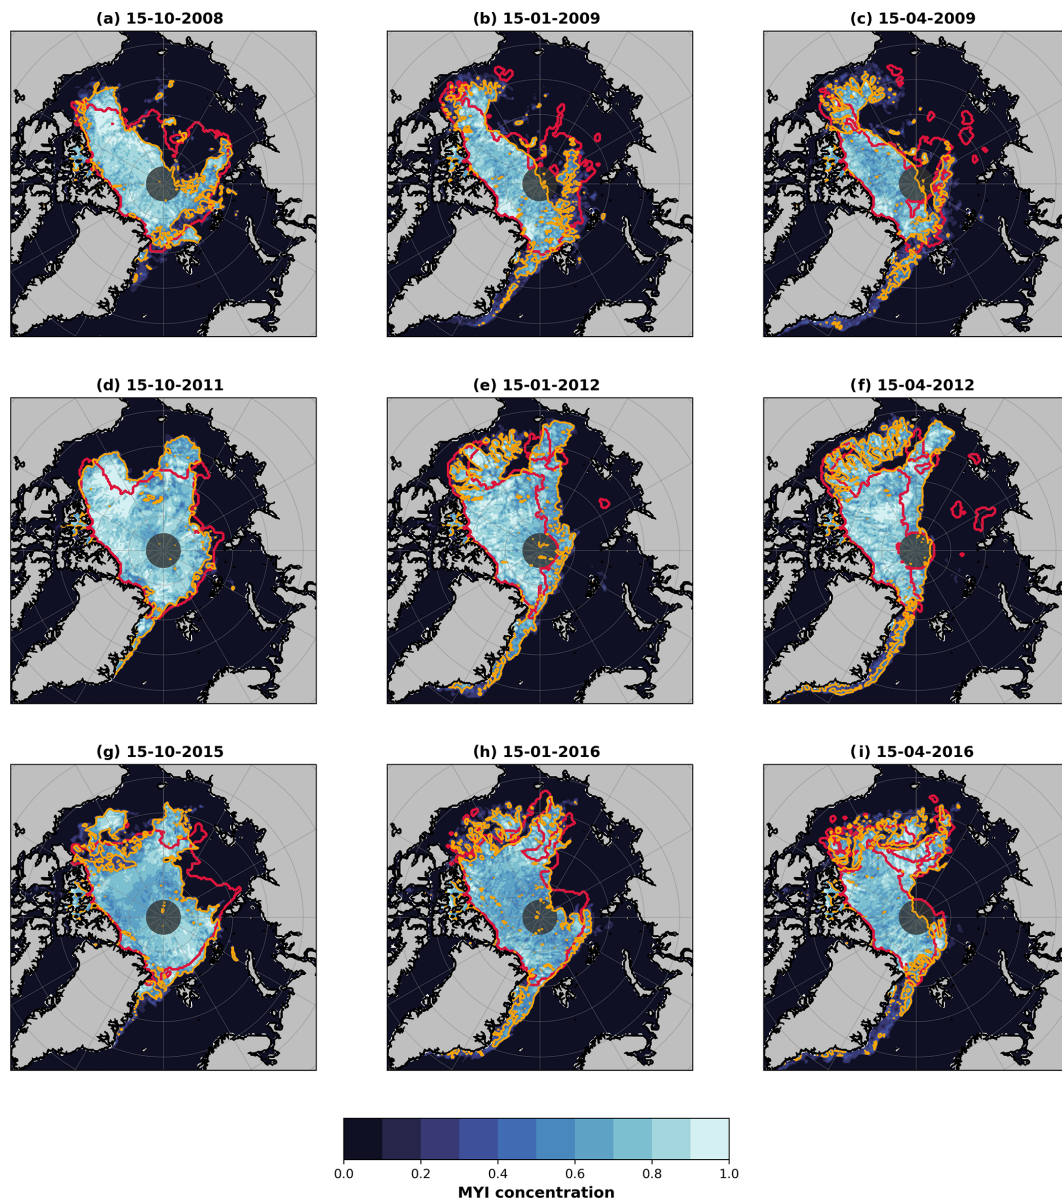 (a) 15-10-2008
(b) 15-01-2009
(c) 15-04-2009
(d) 15-10-2011
(e) 15-01-2012
(f) 15-04-2012
(g) 15-10-2015
(h) 15-01-2016
(i) 15-04-2016
0.0 0.2 0.4 0.6 0.8 1.0
MYI concentration